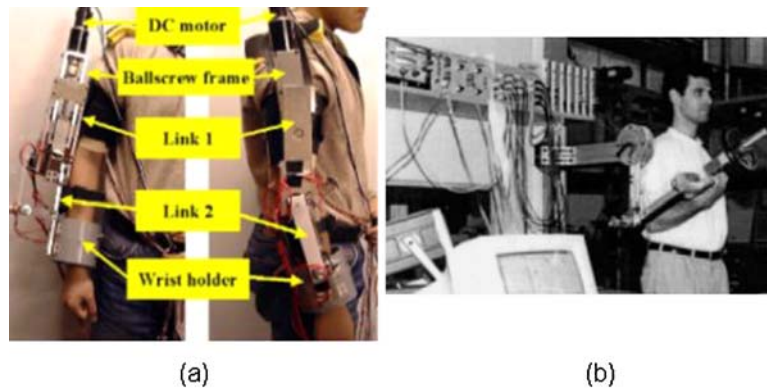 DC motor
Ballscrew frame
Link 1
Link 2
Wrist holder
(a)
(b)